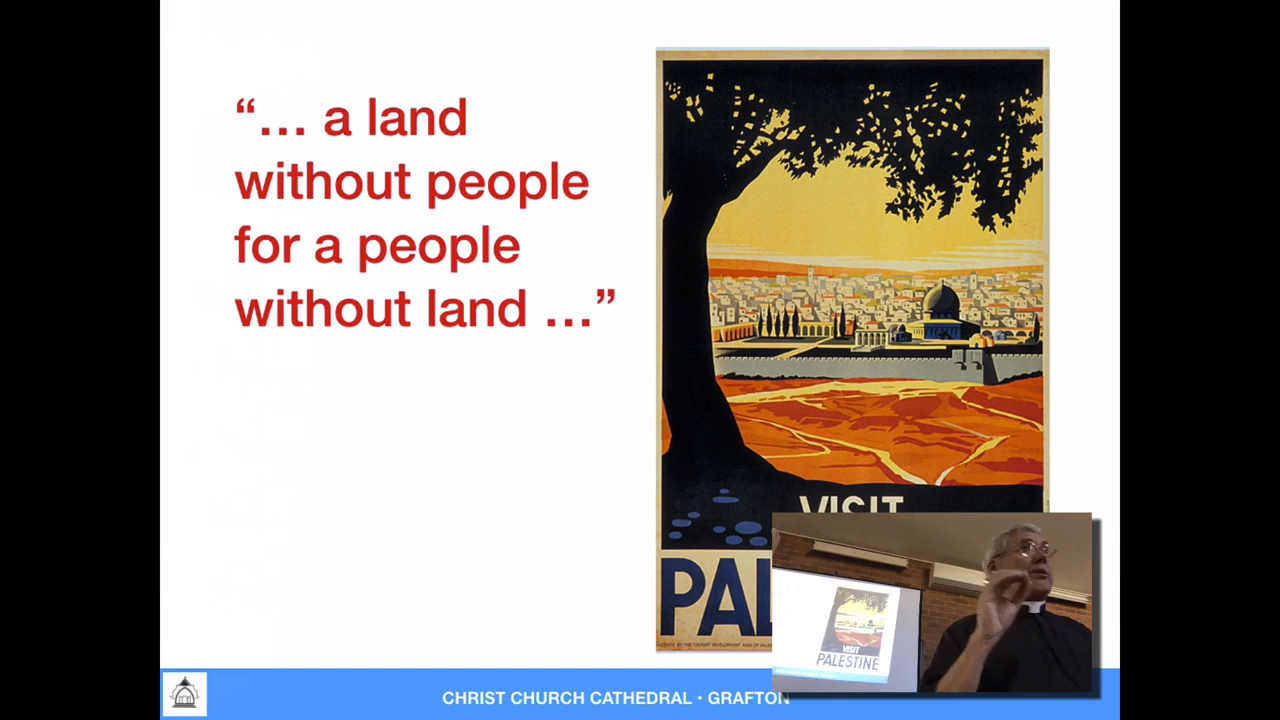 “… a land
without people
for a people
without land …”
VISIT
PAL
VISIT
PALESTINE
CHRIST CHURCH CATHEDRAL • GRAFTON